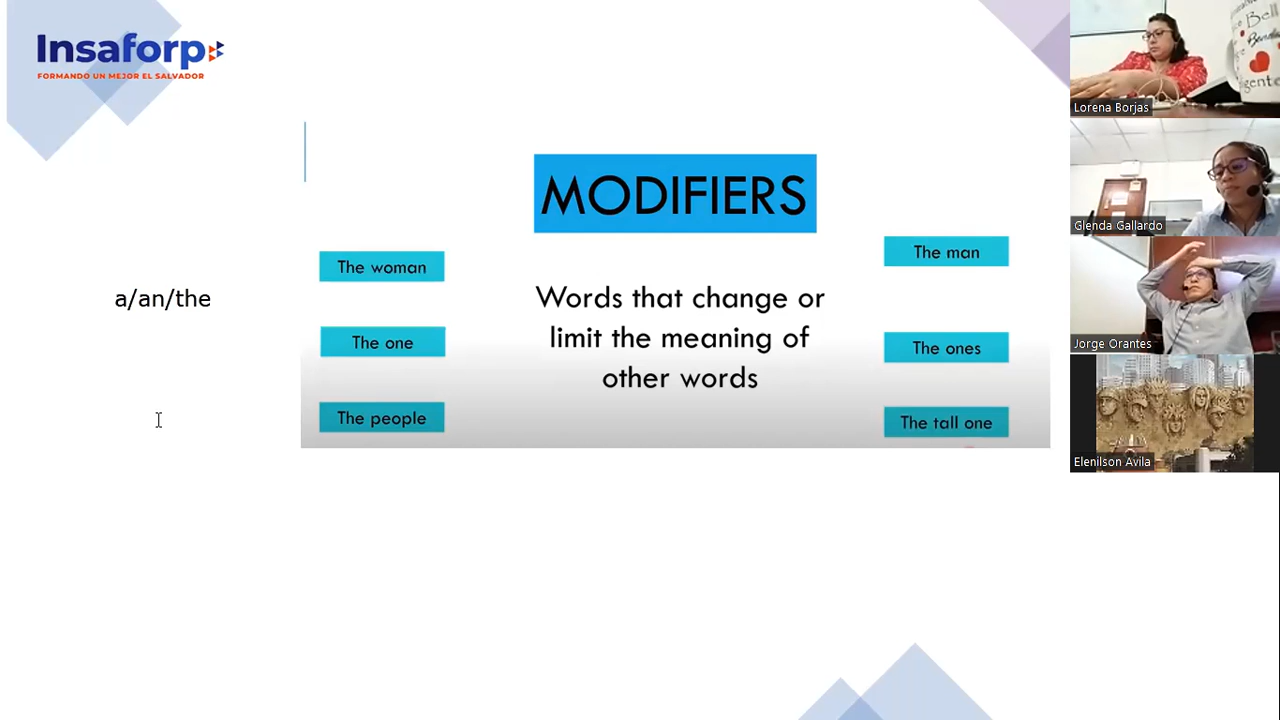 Insaforp
FORMANDO UN MEJOR EL SALVADOR
a/an/the
MODIFIERS
The woman
The one
The people
Words that change or
limit the meaning of
other words
The man
The ones
The tall one
Bell
Lorena Borjas
Glenda Gallardo
Jorge Orantes
Elenilson Avila